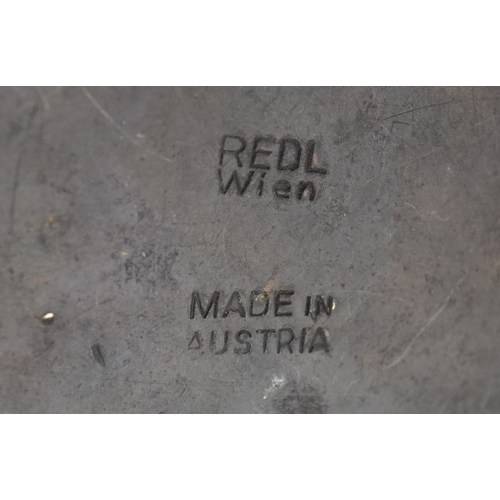 REDL
Wien
MADE IN
AUSTRIA